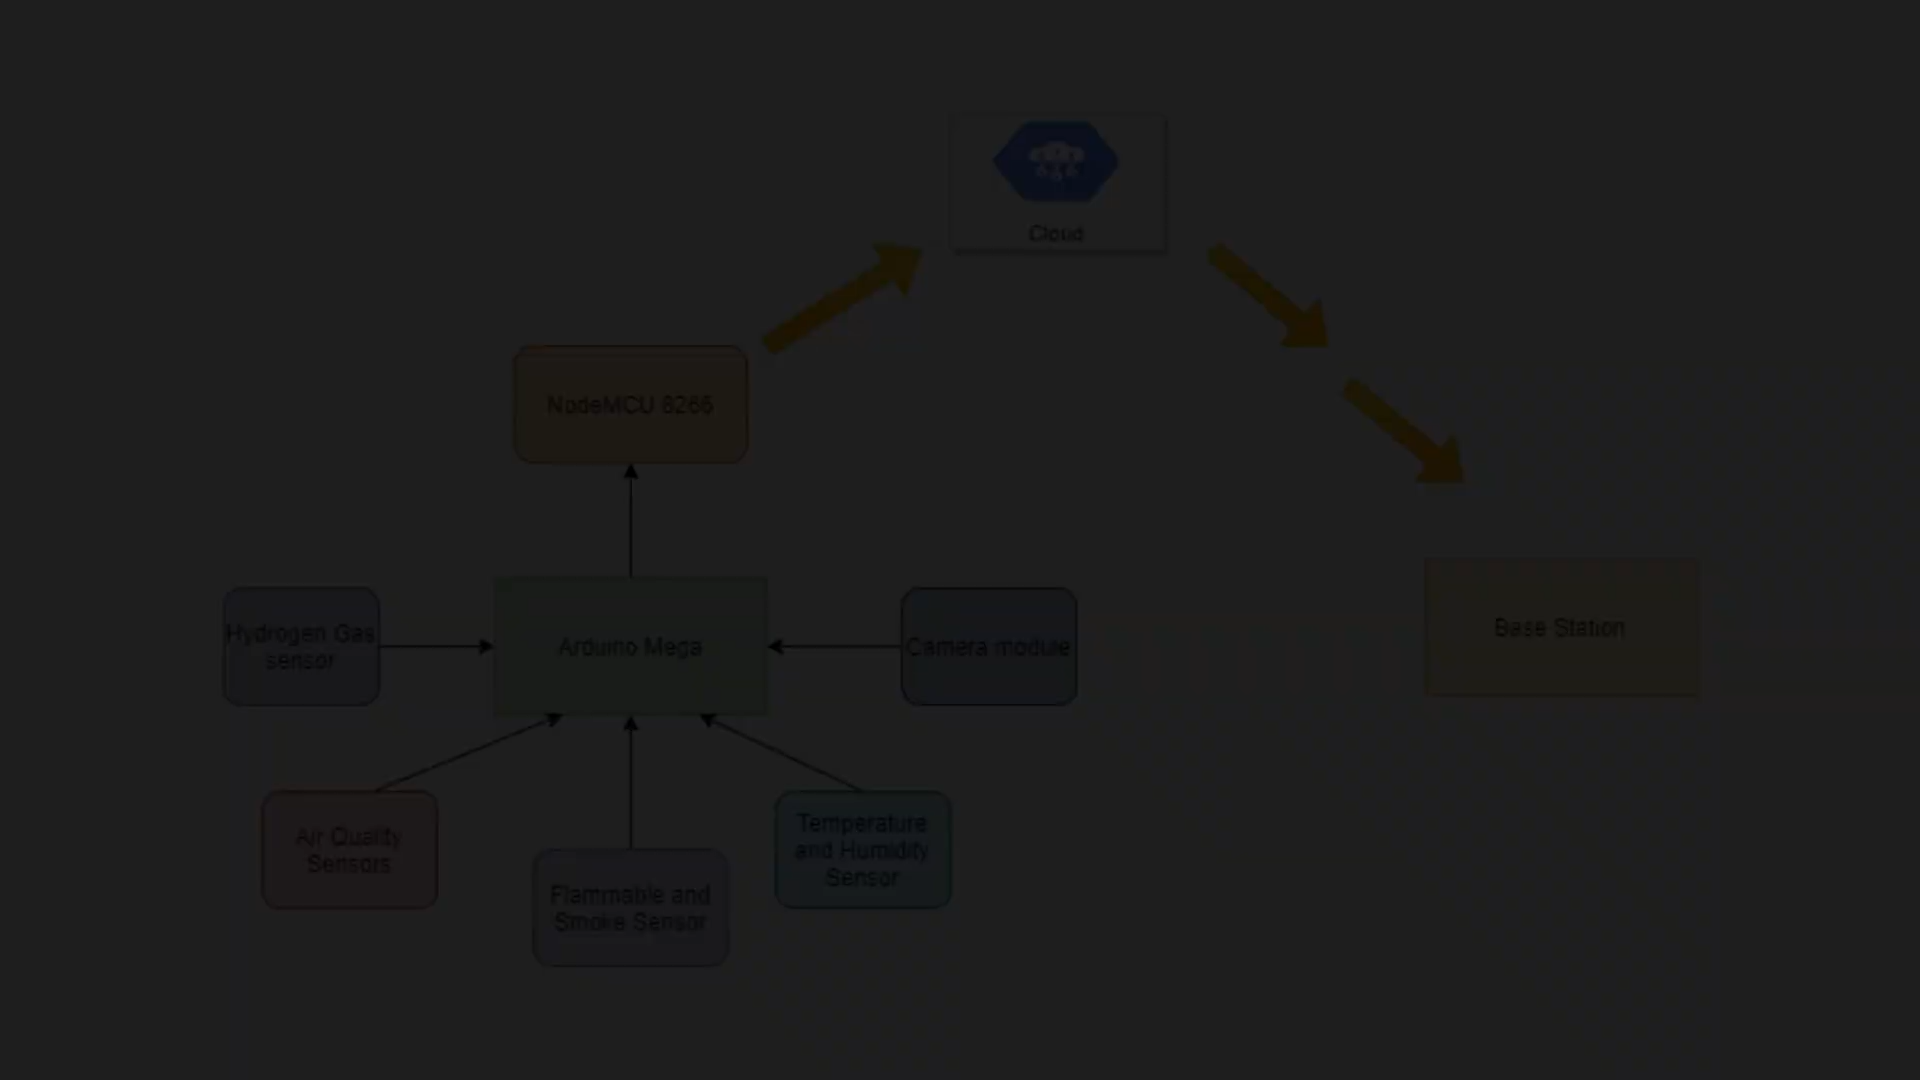 Cloud
NodeMCU 8266
Hydrogen Gas
sensor
Arduino Mega
Camera module
Base Station
Air Quality
Sensors
Flammable and
Smoke Sensor
Temperature
and Humidity
Sensor